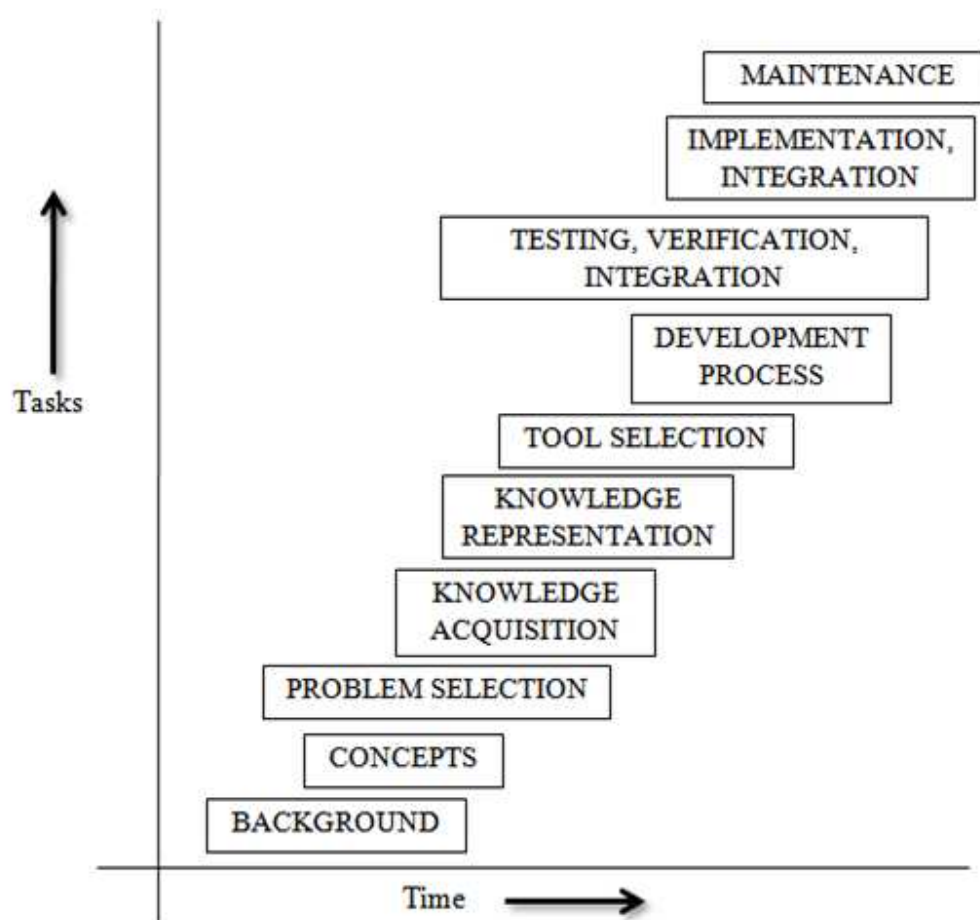 MAINTENANCE
IMPLEMENTATION,
INTEGRATION
TESTING, VERIFICATION,
INTEGRATION
DEVELOPMENT
PROCESS
Tasks
TOOL SELECTION
KNOWLEDGE
REPRESENTATION
KNOWLEDGE
ACQUISITION
PROBLEM SELECTION
CONCEPTS
BACKGROUND
Time